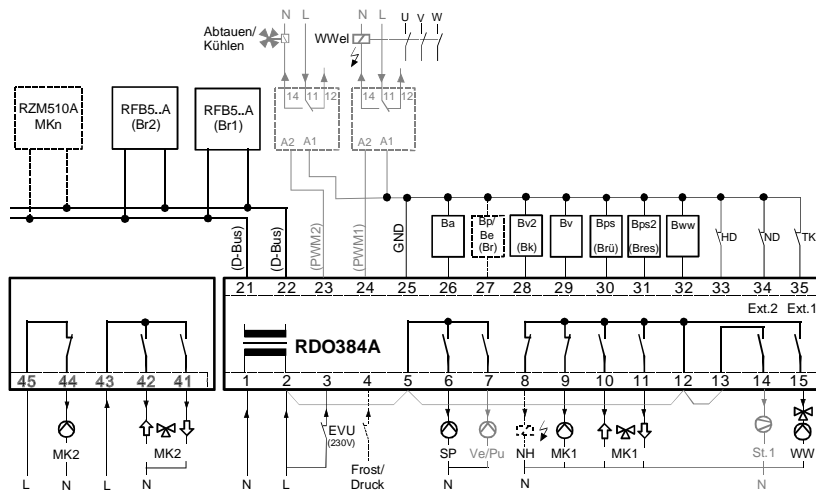 Abtauen/
Kühlen
N L
WWel
N L
U V W
14 11 12
A2 A1
14 11 12
A2 A1
RZM510A
MKn
RFB5..A
(Br2)
RFB5..A
(Br1)
(D-Bus)
(D-Bus)
(PWM2)
(PWM1)
GND
Ba
Bp/
Be
(Br)
Bv2
(Bk)
Bv
Bps
(Brü)
Bps2
(Bres)
Bww
HD
ND
TK
21 22 23 24 25 26 27 28 29 30 31 32 33 34 35
Ext.2 Ext.1
RDO384A
45 44 43 42 41
1 2 3 4 5 6 7 8 9 10 11 12 13 14 15
EVU
(230V)
MK2
MK2
SP
Ve/Pu
NH
MK1
MK1
St.1
WW
L N L N
N L
Frost/
Druck
N N N